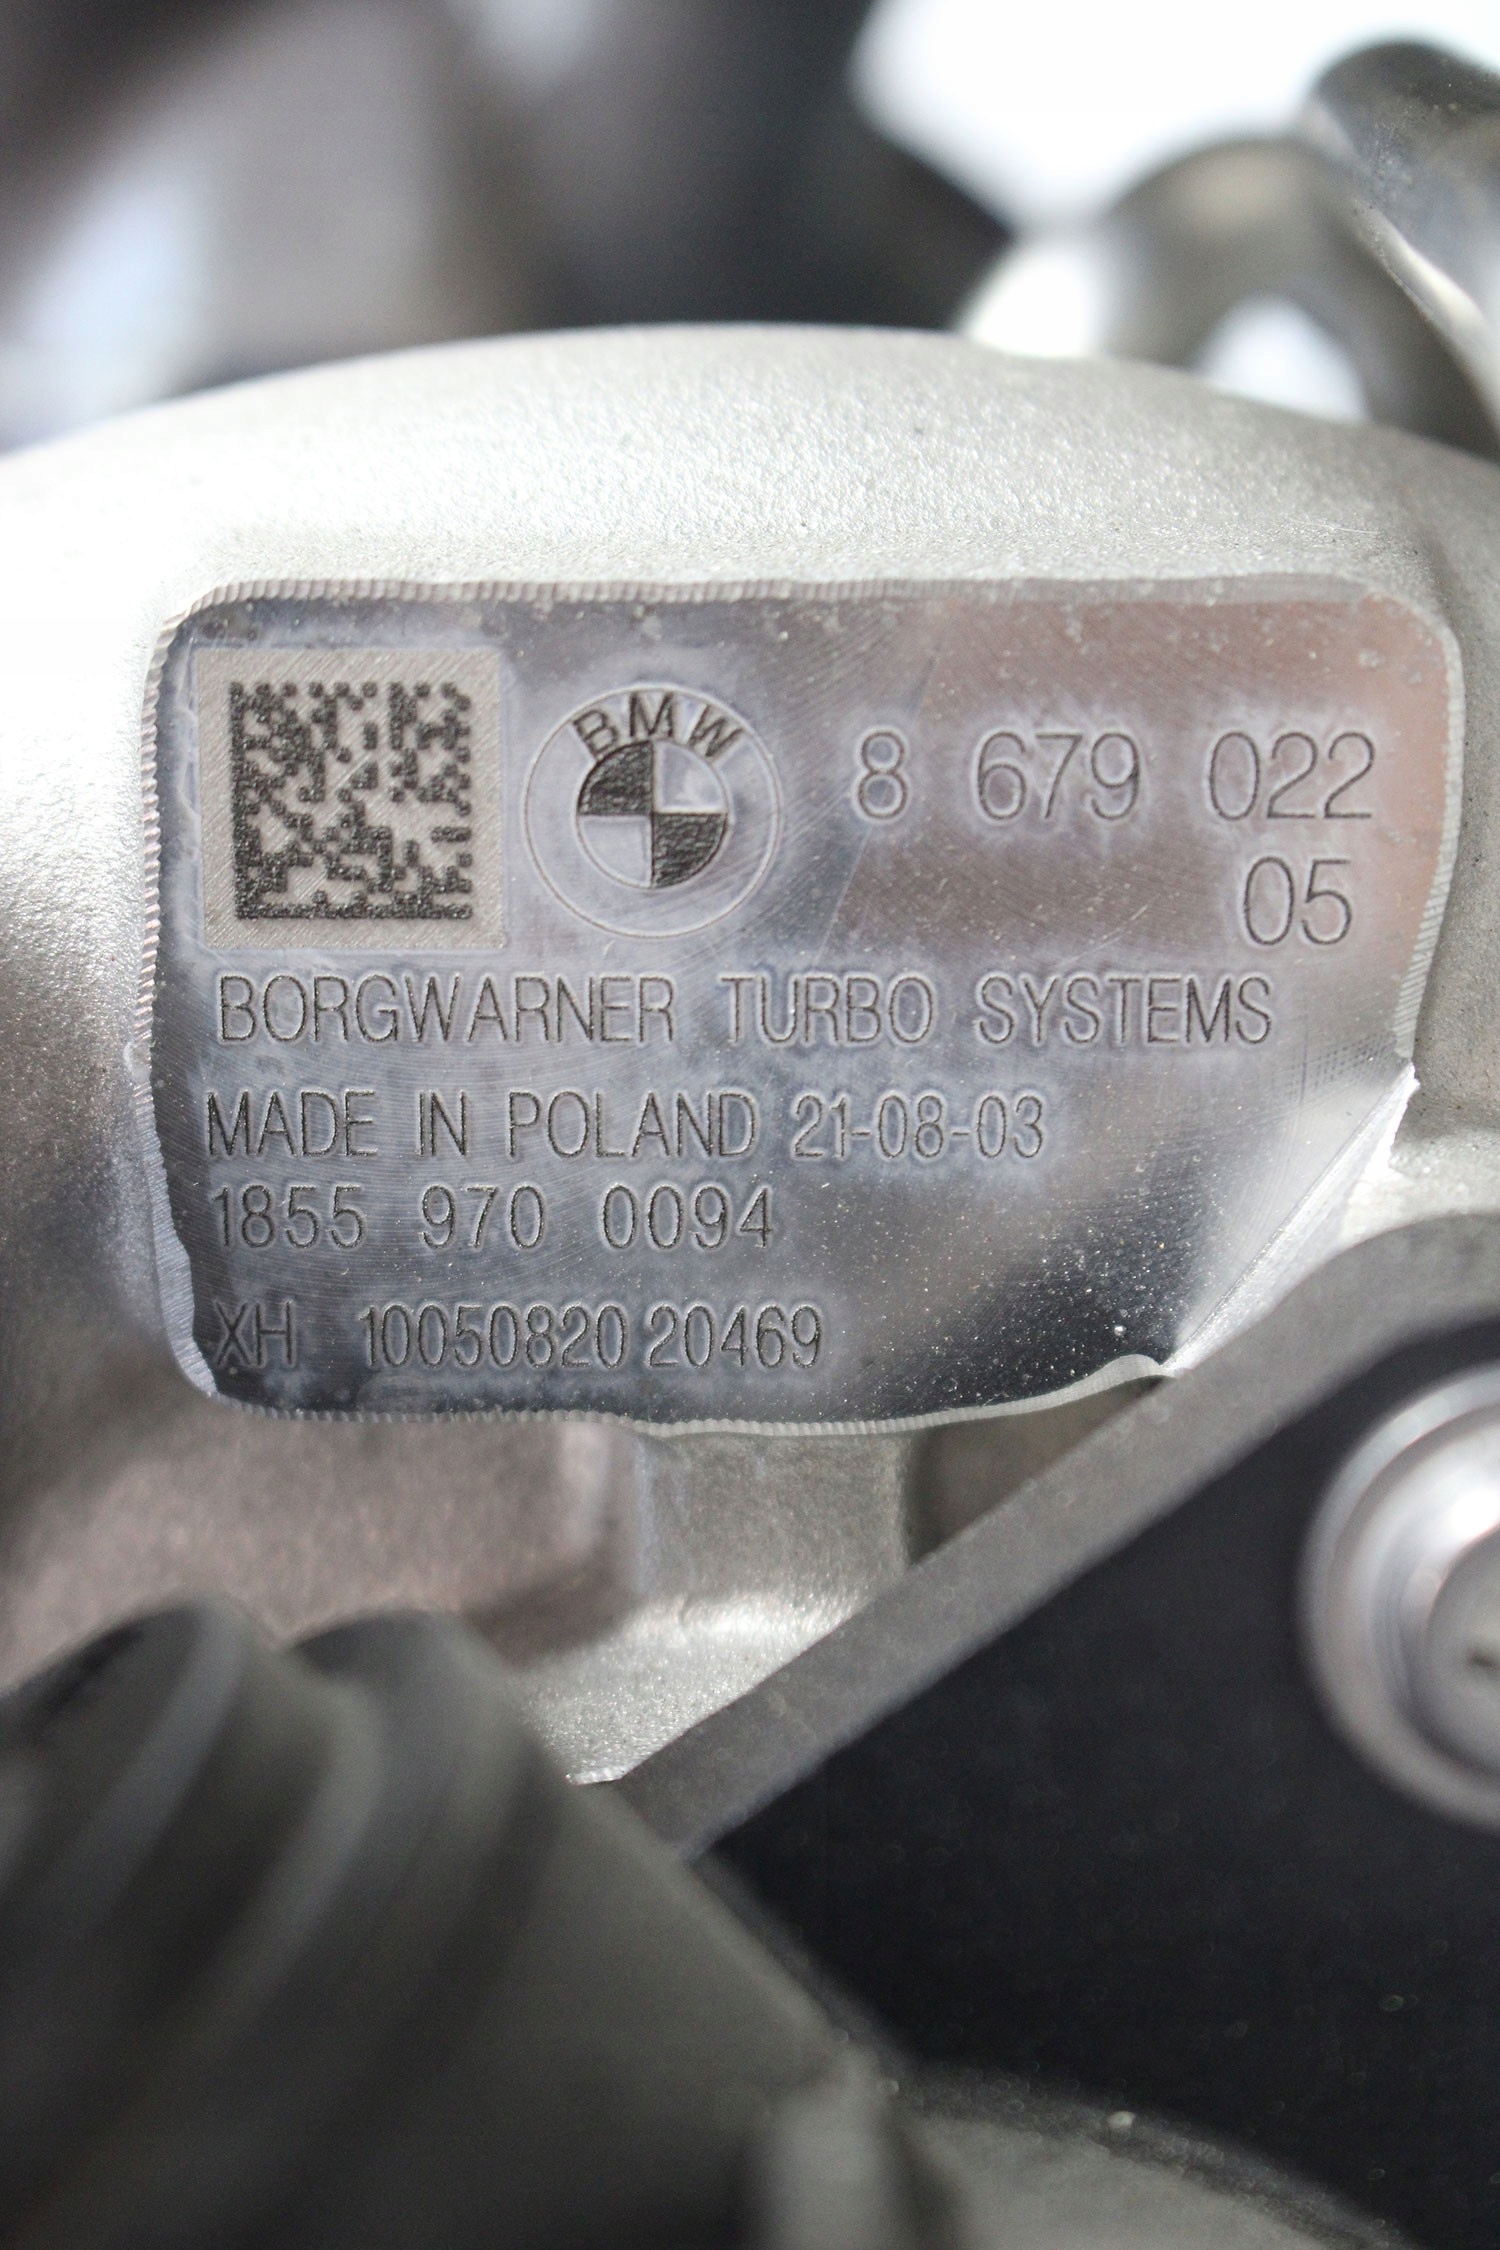 BMW 8 679 022
05
BORGWARNER TURBO SYSTEMS
MADE IN POLAND 21-08-03
1855 970 0094
XH 10050820 20469